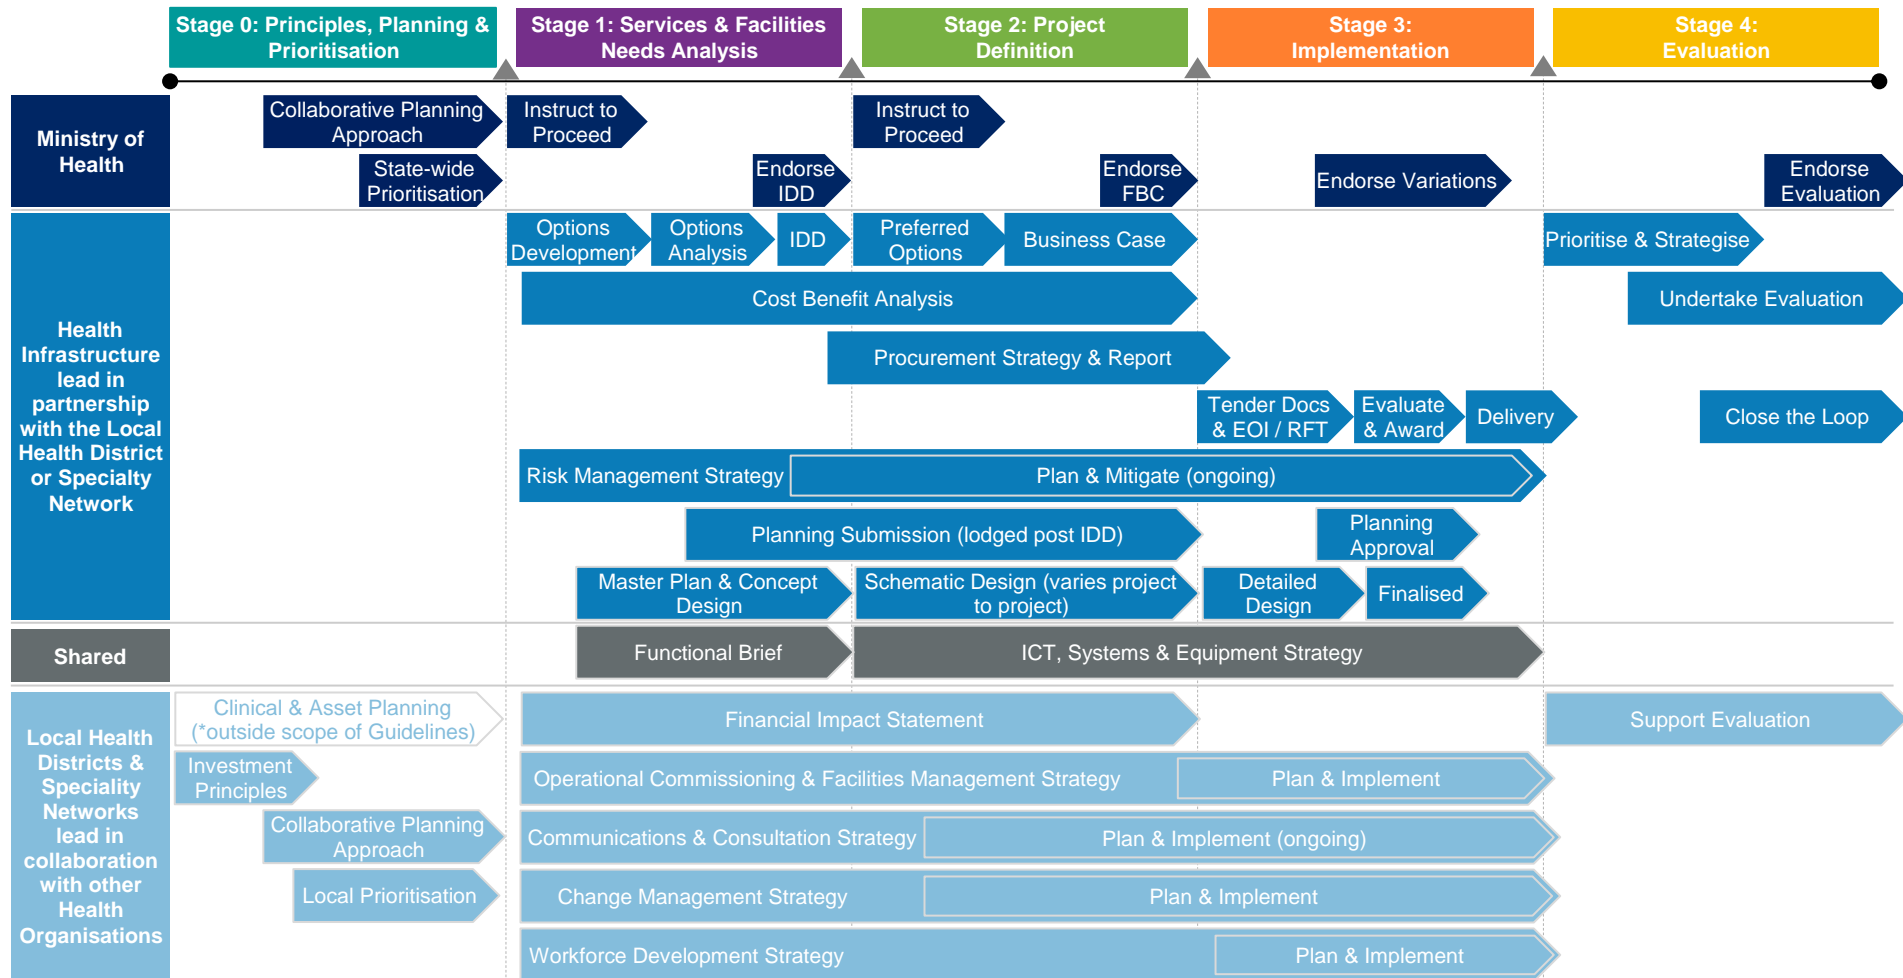 Stage 0: Principles, Planning &
Prioritisation
Stage 1: Services & Facilities
Needs Analysis
Stage 2: Project
Definition
Stage 3:
Implementation
Stage 4:
Evaluation
Ministry of
Health
Collaborative Planning
Approach
Instruct to
Proceed
Instruct to
Proceed
State-wide
Prioritisation
Endorse
IDD
Endorse
FBC
Endorse Variations
Endorse
Evaluation
Health
Infrastructure
lead in
partnership
with the Local
Health District
or Specialty
Network
Options
Development
Options
Analysis
IDD
Preferred
Options
Business Case
Prioritise & Strategise
Cost Benefit Analysis
Undertake Evaluation
Procurement Strategy & Report
Tender Docs
& EOI / RFT
Evaluate
& Award
Delivery
Close the Loop
Risk Management Strategy
Plan & Mitigate (ongoing)
Planning Submission (lodged post IDD)
Planning
Approval
Master Plan & Concept
Design
Schematic Design (varies project
to project)
Detailed
Design
Finalised
Shared
Functional Brief
ICT, Systems & Equipment Strategy
Local Health
Districts &
Speciality
Networks
lead in
collaboration
with other
Health
Organisations
Clinical & Asset Planning
(*outside scope of Guidelines)
Financial Impact Statement
Support Evaluation
Investment
Principles
Operational Commissioning & Facilities Management Strategy
Plan & Implement
Collaborative Planning
Approach
Communications & Consultation Strategy
Plan & Implement (ongoing)
Local Prioritisation
Change Management Strategy
Plan & Implement
Workforce Development Strategy
Plan & Implement